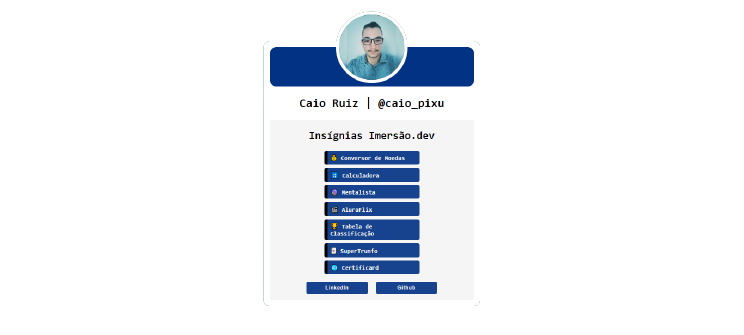 Caio Ruiz | @caio_pixu
Insígnias Imersão.dev
Conversor de Moedas
Calculadora
Mentalista
AluraFlix
Tabela de
classificação
SuperTrunfo
Certificard
LinkedIn Github